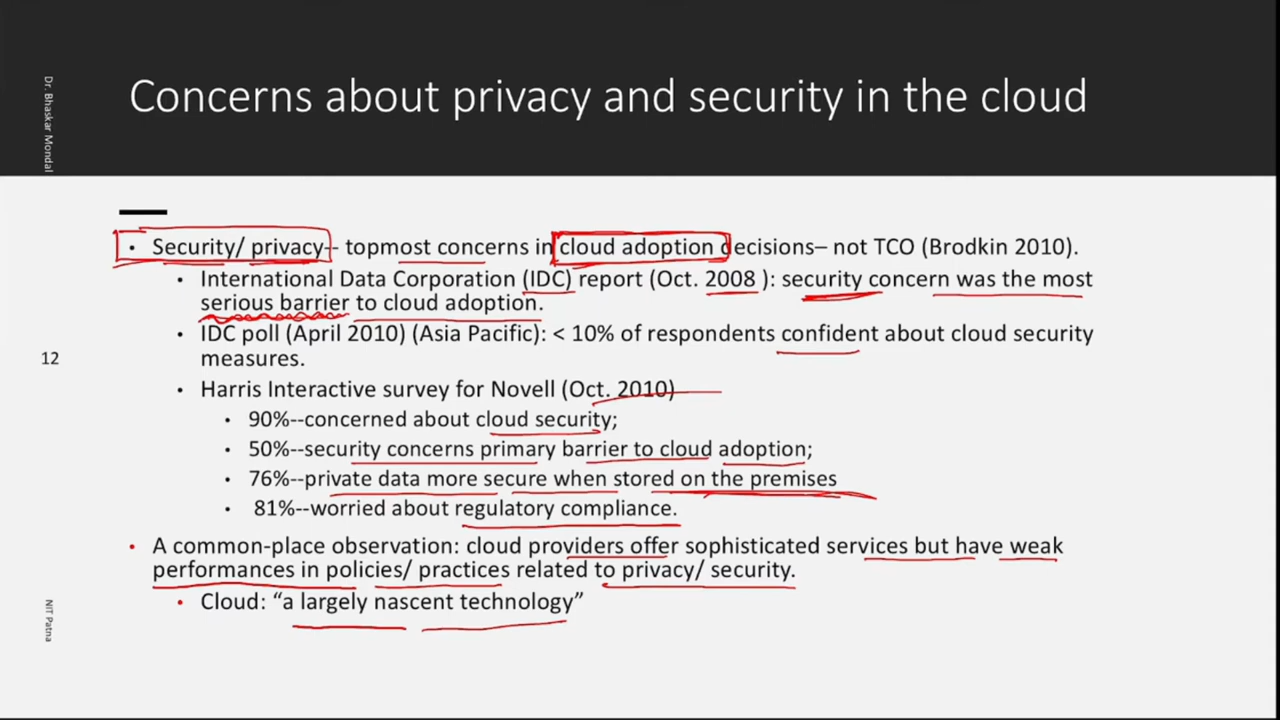 Dr. Bhaskar Mondal
Concerns about privacy and security in the cloud
• Security/ privacy-- topmost concerns in cloud adoption decisions– not TCO (Brodkin 2010).
• International Data Corporation (IDC) report (Oct. 2008 ): security concern was the most
serious barrier to cloud adoption.
• IDC poll (April 2010) (Asia Pacific): < 10% of respondents confident about cloud security
measures.
12
• Harris Interactive survey for Novell (Oct. 2010)
• 90%--concerned about cloud security;
• 50%--security concerns primary barrier to cloud adoption;
• 76%--private data more secure when stored on the premises
• 81%--worried about regulatory compliance.
• A common-place observation: cloud providers offer sophisticated services but have weak
performances in policies/ practices related to privacy/ security.
• Cloud: “a largely nascent technology”
NIT Patna